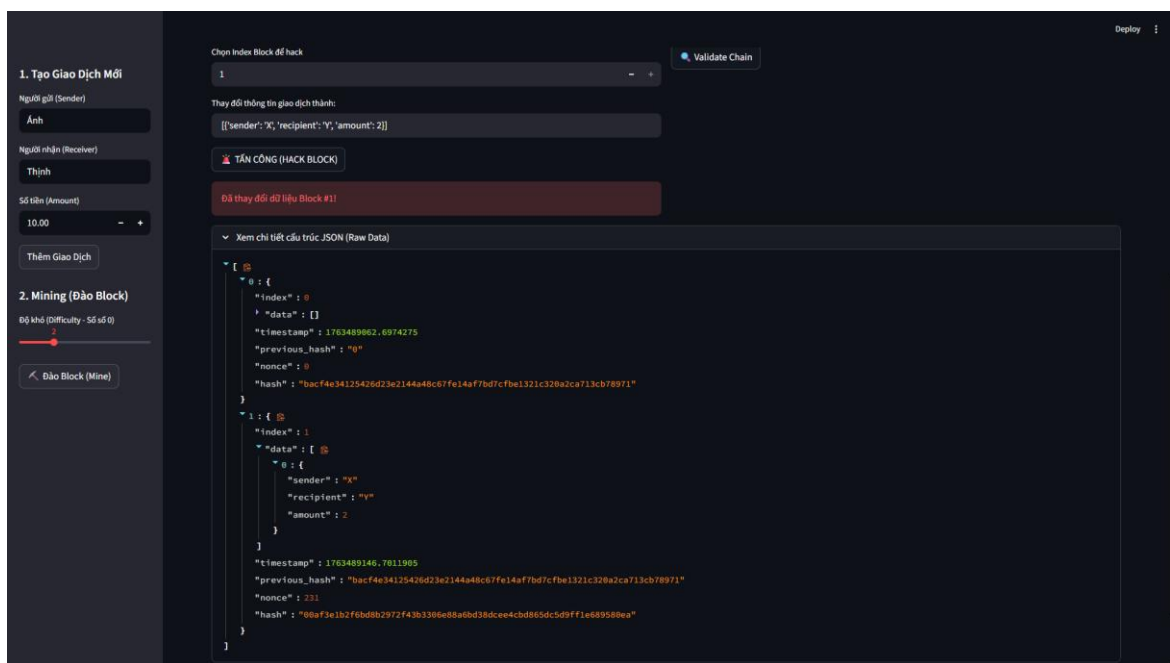 Deploy
1. Tạo Giao Dịch Mới
Người gửi (Sender)
Ánh
Người nhận (Receiver)
Thịnh
Số tiền (Amount)
10.00 - +
Thêm Giao Dịch
2. Mining (Đào Block)
Độ khó (Difficulty - Số số 0)
2
Đào Block (Mine)
Chọn Index Block để hack
1 - +
Validate Chain
Thay đổi thông tin giao dịch thành:
[{'sender': 'X', 'recipient': 'Y', 'amount': 2}]
TẤN CÔNG (HACK BLOCK)
Đã thay đổi dữ liệu Block #1!
Xem chi tiết cấu trúc JSON (Raw Data)
[
0 : {
"index" : 0
"data" : []
"timestamp" : 1763489062.6974275
"previous_hash" : "0"
"nonce" : 0
"hash" : "bacf4e34125426d23e2144a48c67fe14af7bd7cfbe1321c320a2ca713cb78971"
}
1 : {
"index" : 1
"data" : [
0 : {
"sender" : "X"
"recipient" : "Y"
"amount" : 2
}
]
"timestamp" : 1763489146.7011905
"previous_hash" : "bacf4e34125426d23e2144a48c67fe14af7bd7cfbe1321c320a2ca713cb78971"
"nonce" : 231
"hash" : "00af3e1b2f6bd8b2972f43b3306e88a6bd38dcee4cbd865dc5d9ff1e689580ea"
}
]